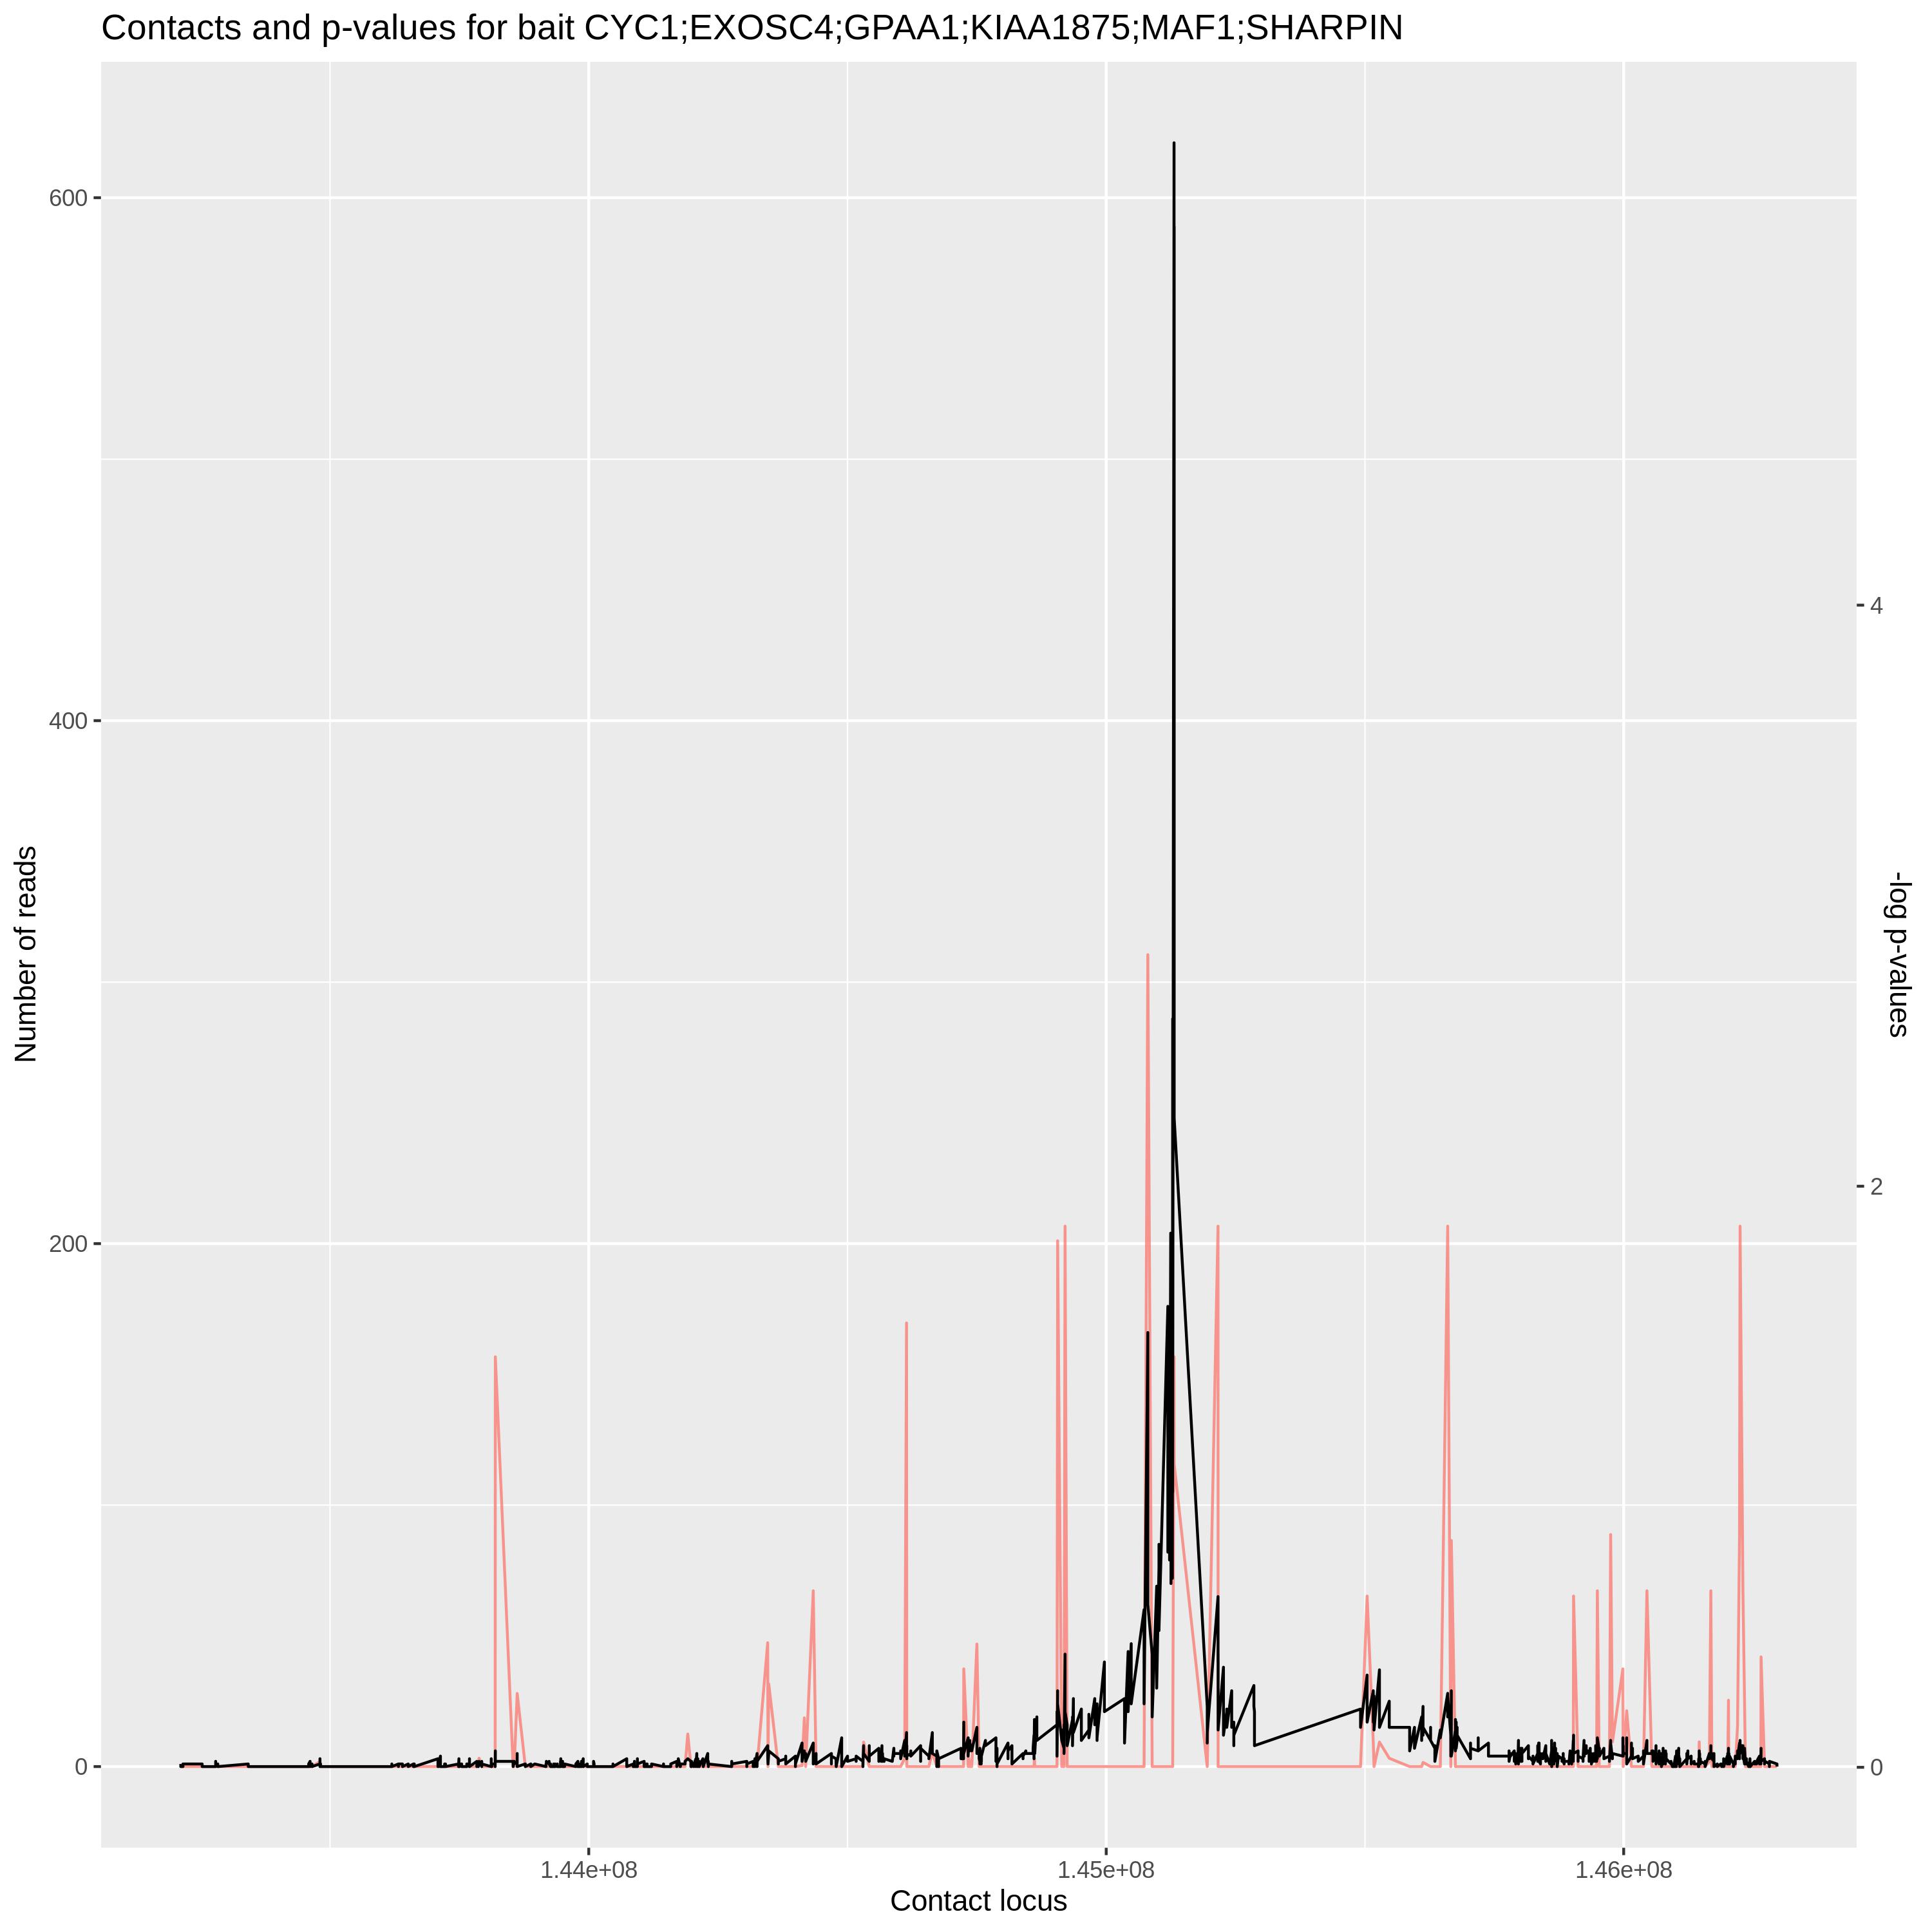 Contacts and p-values for bait CYC1;EXOSC4;GPAA1;KIAA1875;MAF1;SHARPIN
600
400
200
0
Number of reads
4
2
0
-log p-values
1.44e+08
1.45e+08
1.46e+08
Contact locus